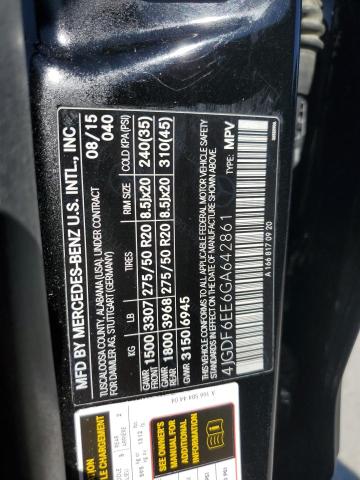 MFD BY MERCEDES-BENZ U.S. INTL., INC
TUSCALOOSA COUNTY, ALABAMA (USA), UNDER CONTRACT 08/15
FOR DAIMLER AG, STUTTGART (GERMANY) 040
KG LB TIRES RIM SIZE COLD KPA(PSI)
GAWR 1500 3307 275/50 R20 8.5Jx20 240(35)
GAWR 1800 3968 275/50 R20 8.5Jx20 310(45)
GVWR 3150 6945
THIS VEHICLE CONFORMS TO ALL APPLICABLE FEDERAL MOTOR VEHICLE SAFETY
STANDARDS IN EFFECT ON THE DATE OF MANUFACTURE SHOWN ABOVE
4JGDF6EE6GA642861 TYPE: MPV
A 166 817 09 20
SEE OWNER'S
MANUAL FOR
REAR 2
ARRIÈRE